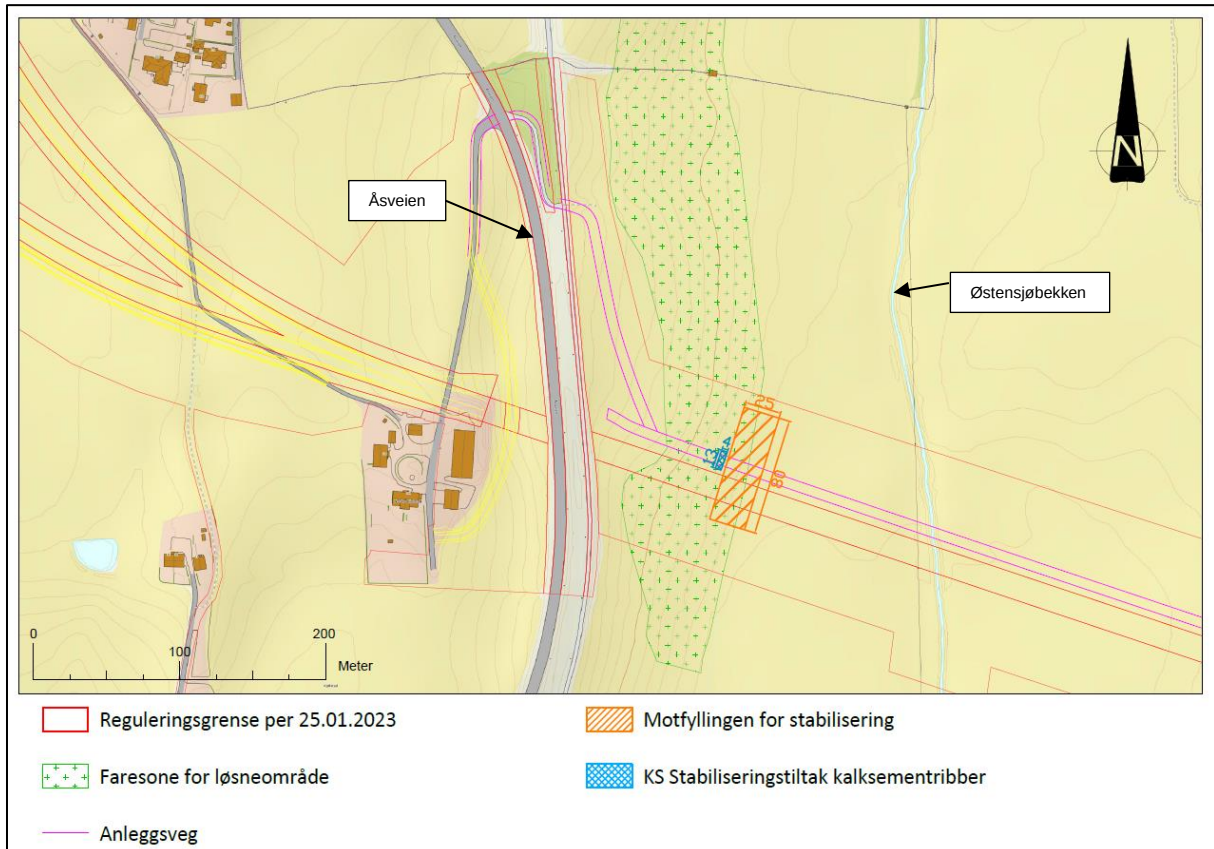 N
Åsveien
Østensjøbekken
25
13
80
0
200
100
Meter
Reguleringsgrense per 25.01.2023
Motfyllingen for stabilisering
Faresone for løsneområde
KS Stabiliseringstiltak kalksementribber
Anleggsveg